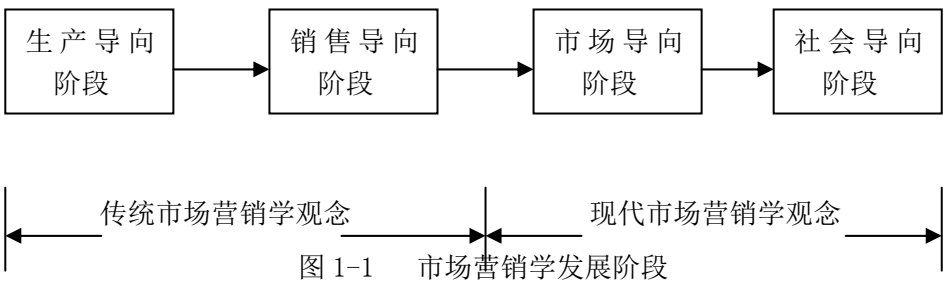 生产导向
阶段
销售导向
阶段
市场导向
阶段
社会导向
阶段
传统市场营销学观念
现代市场营销学观念
图 1-1 市场营销学发展阶段